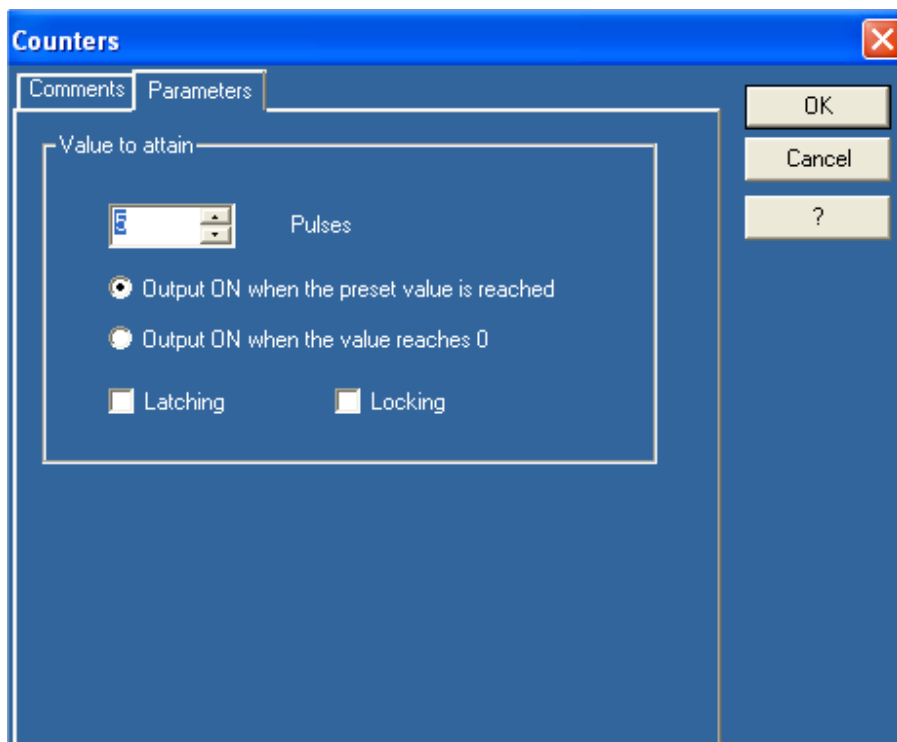 Counters
Comments Parameters
OK
Value to attain
Cancel
5 Pulses
?
Output ON when the preset value is reached
Output ON when the value reaches 0
Latching Locking